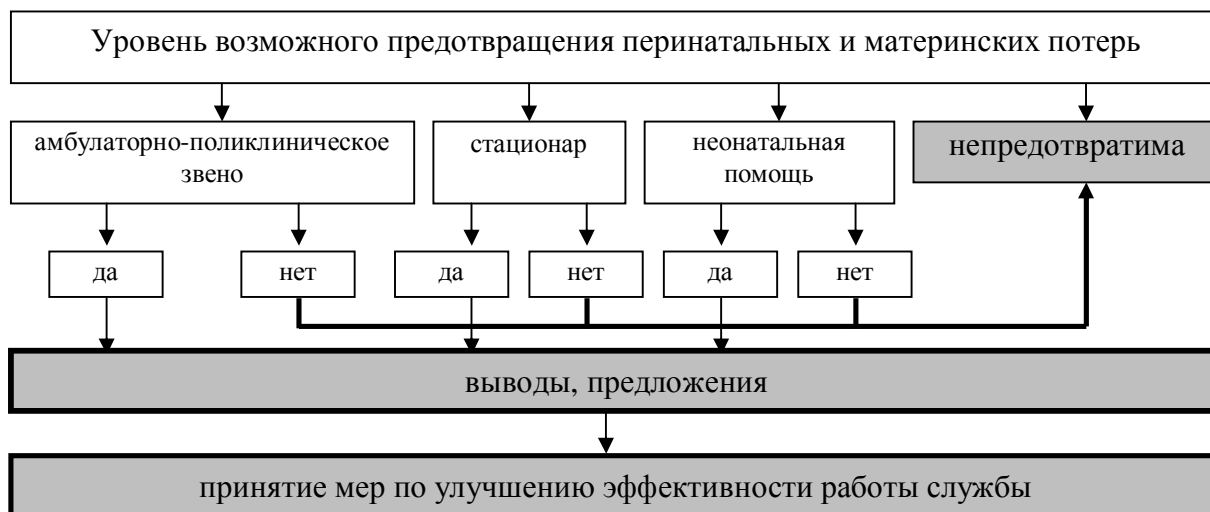 Уровень возможного предотвращения перинатальных и материнских потерь
амбулаторно-поликлиническое
звено
стационар
неонатальная
помощь
непредотвратима
да
нет
да
нет
да
нет
выводы, предложения
принятие мер по улучшению эффективности работы службы